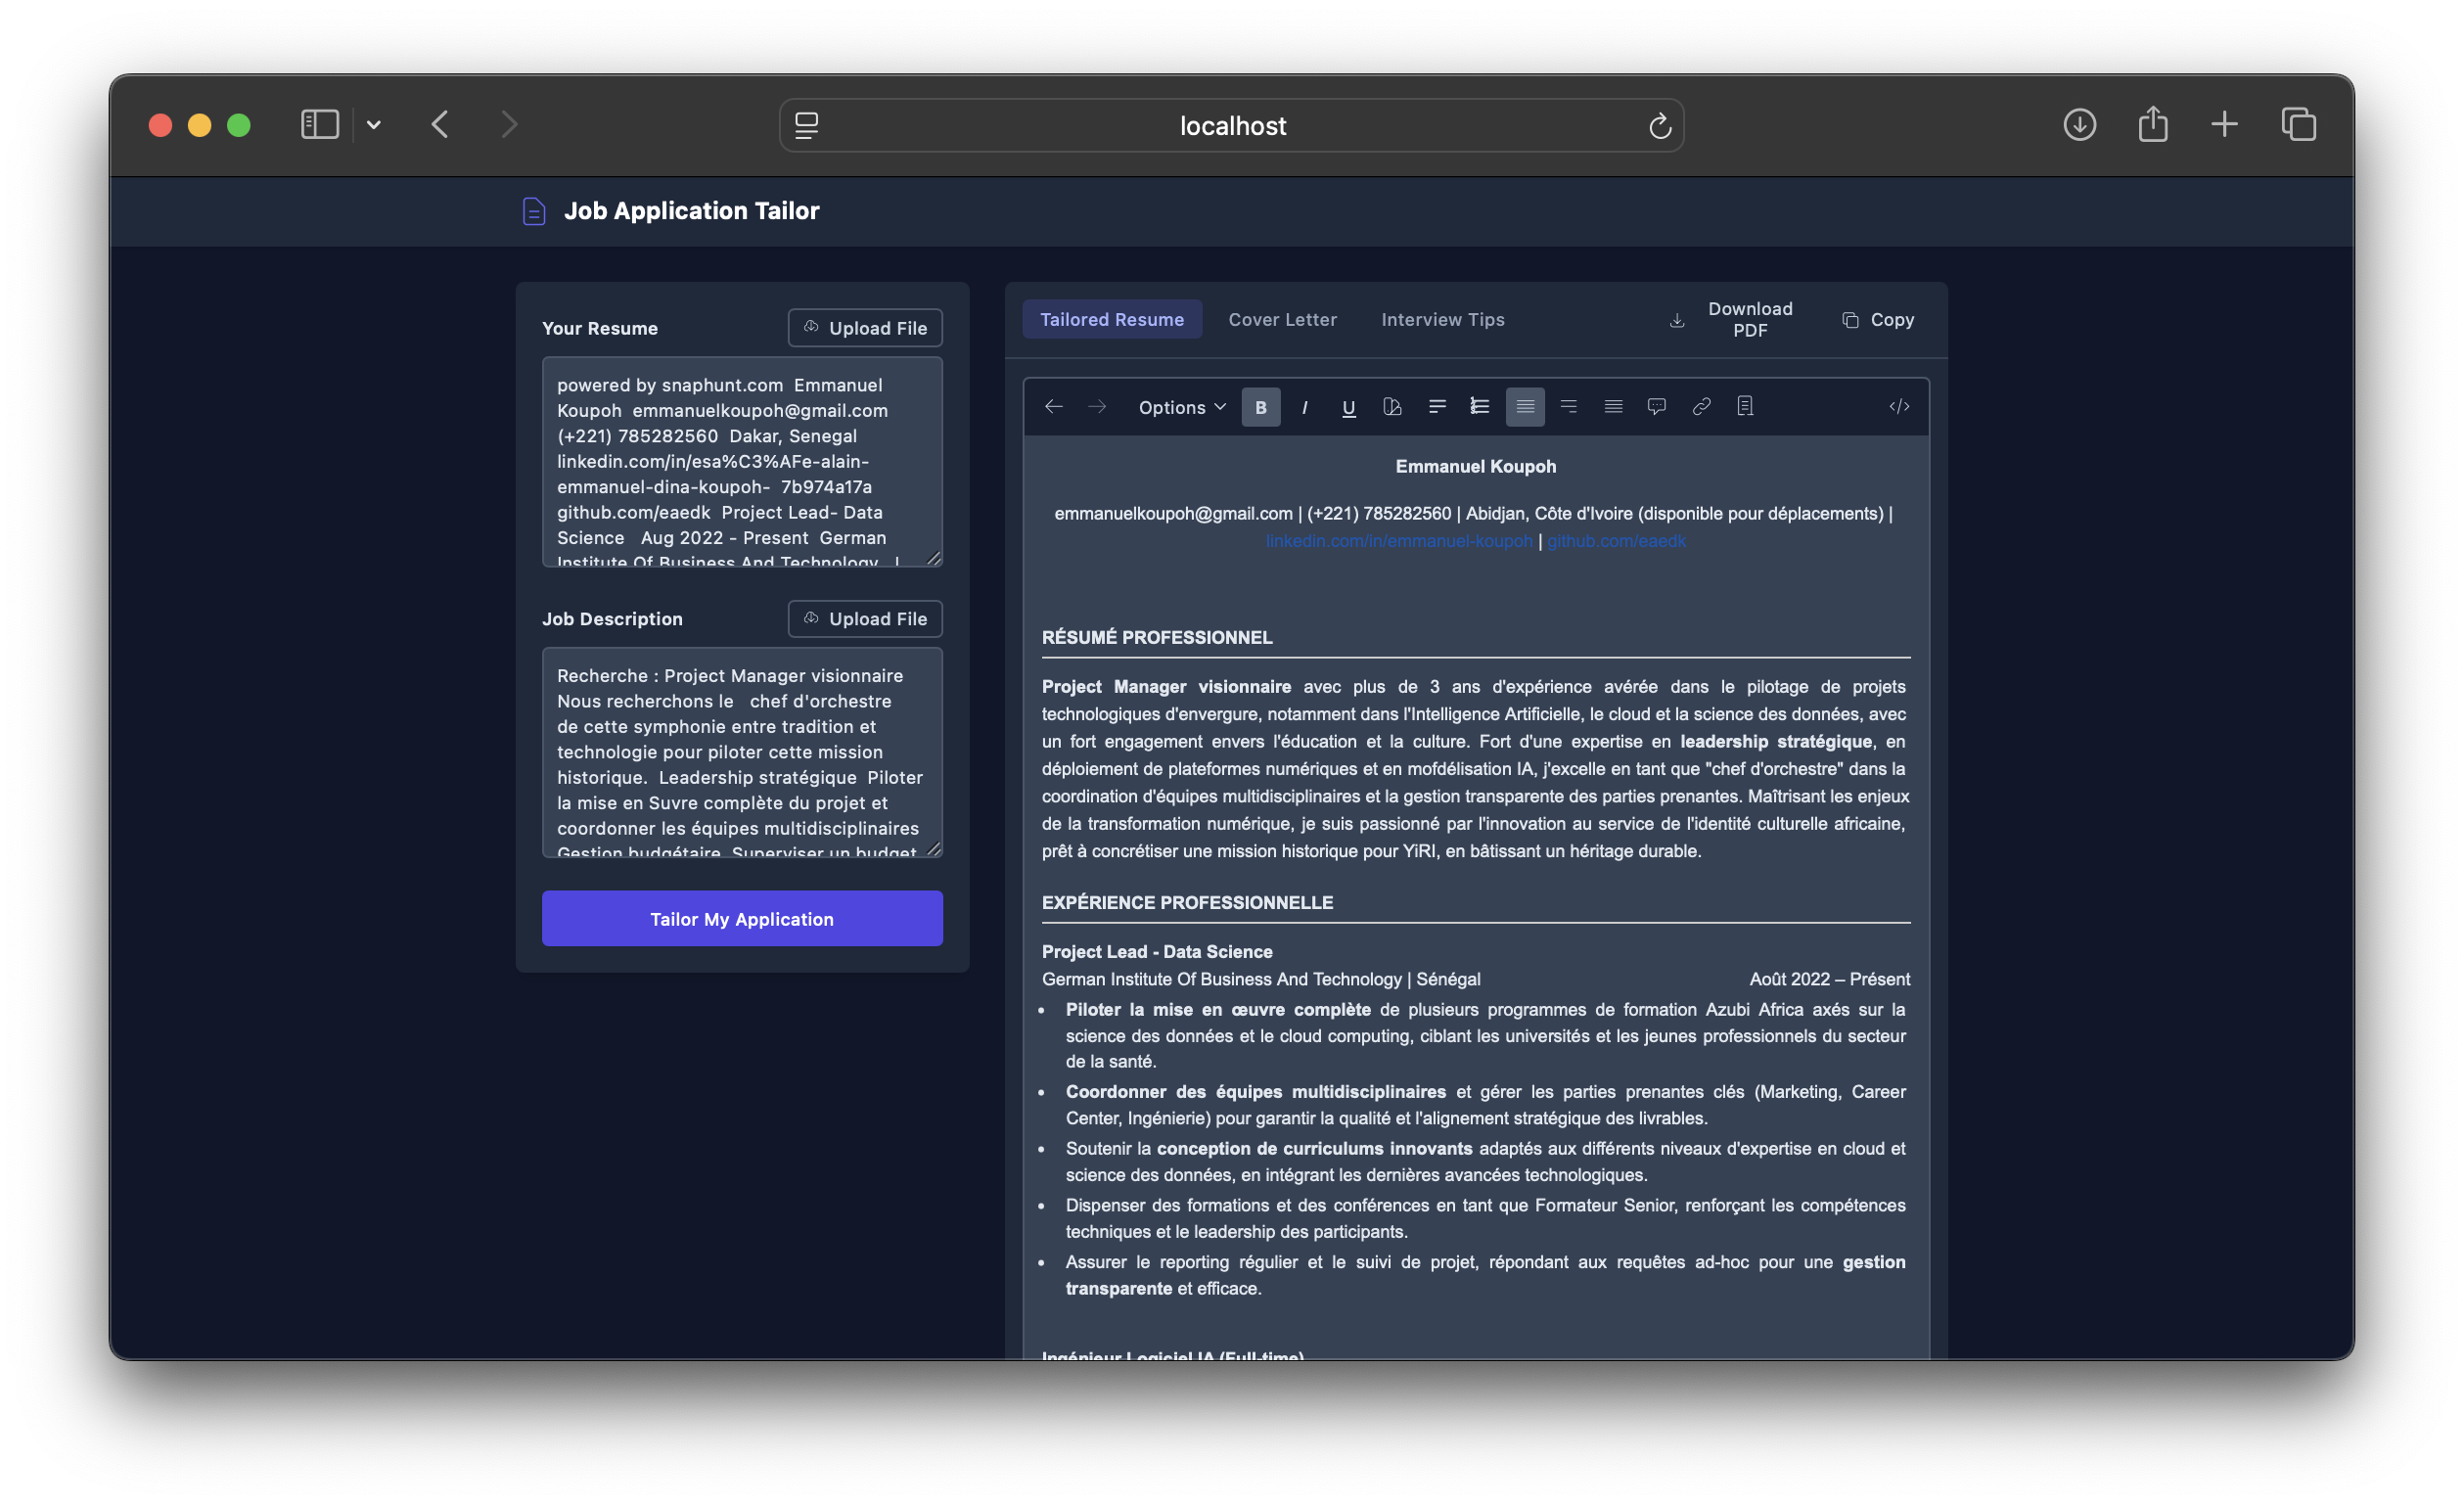 localhost
Job Application Tailor
Your Resume
Upload File
powered by snaphunt.com Emmanuel
Koupoh emmanuelkoupoh@gmail.com
(+221) 785282560 Dakar, Senegal
linkedin.com/in/esa%C3%AFe-alain-
emmanuel-dina-koupoh- 7b974a17a
github.com/eaedk Project Lead- Data
Science Aug 2022 - Present German
Institute Of Business And Technology |
Job Description
Upload File
Recherche : Project Manager visionnaire
Nous recherchons le chef d'orchestre
de cette symphonie entre tradition et
technologie pour piloter cette mission
historique. Leadership stratégique Piloter
la mise en Suvre complète du projet et
coordonner les équipes multidisciplinaires
Gestion budgétaire Superviser un budget
Tailor My Application
Tailored Resume
Cover Letter
Interview Tips
Download
PDF
Copy
Options
B I U
</>
Emmanuel Koupoh
emmanuelkoupoh@gmail.com | (+221) 785282560 | Abidjan, Côte d'Ivoire (disponible pour déplacements) |
linkedin.com/in/emmanuel-koupoh | github.com/eaedk
RÉSUMÉ PROFESSIONNEL
Project Manager visionnaire avec plus de 3 ans d'expérience avérée dans le pilotage de projets
technologiques d'envergure, notamment dans l'Intelligence Artificielle, le cloud et la science des données, avec
un fort engagement envers l'éducation et la culture. Fort d'une expertise en leadership stratégique, en
déploiement de plateformes numériques et en mofdélisation IA, j'excelle en tant que "chef d'orchestre" dans la
coordination d'équipes multidisciplinaires et la gestion transparente des parties prenantes. Maîtrisant les enjeux
de la transformation numérique, je suis passionné par l'innovation au service de l'identité culturelle africaine,
prêt à concrétiser une mission historique pour YiRI, en bâtissant un héritage durable.
EXPÉRIENCE PROFESSIONNELLE
Project Lead - Data Science
German Institute Of Business And Technology | Sénégal Août 2022 – Présent
• Piloter la mise en œuvre complète de plusieurs programmes de formation Azubi Africa axés sur la
science des données et le cloud computing, ciblant les universités et les jeunes professionnels du secteur
de la santé.
• Coordonner des équipes multidisciplinaires et gérer les parties prenantes clés (Marketing, Career
Center, Ingénierie) pour garantir la qualité et l'alignement stratégique des livrables.
• Soutenir la conception de curriculums innovants adaptés aux différents niveaux d'expertise en cloud et
science des données, en intégrant les dernières avancées technologiques.
• Dispenser des formations et des conférences en tant que Formateur Senior, renforçant les compétences
techniques et le leadership des participants.
• Assurer le reporting régulier et le suivi de projet, répondant aux requêtes ad-hoc pour une gestion
transparente et efficace.
Ingénieur Logiciel IA (Full-time)